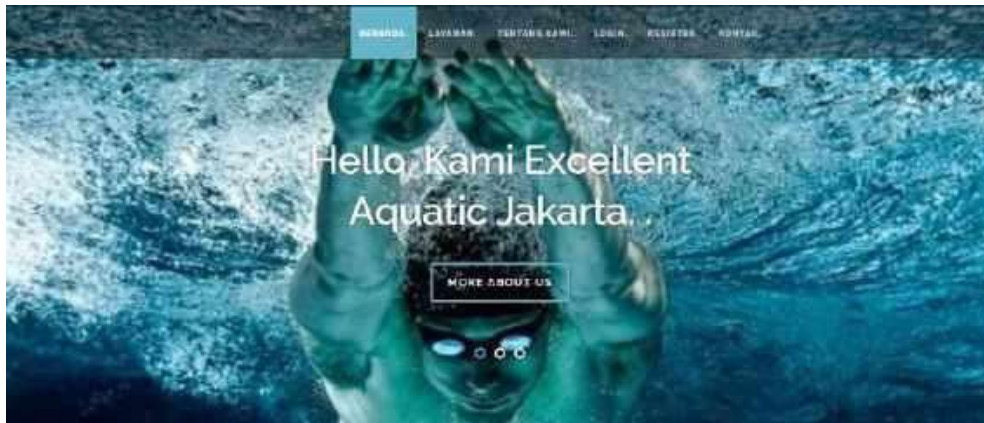 BERANDA LAYANAN TENTANG KAMI LOGIN REGISTER KONTAK
Hello, Kami Excellent
Aquatic Jakarta. .
MORE ABOUT US